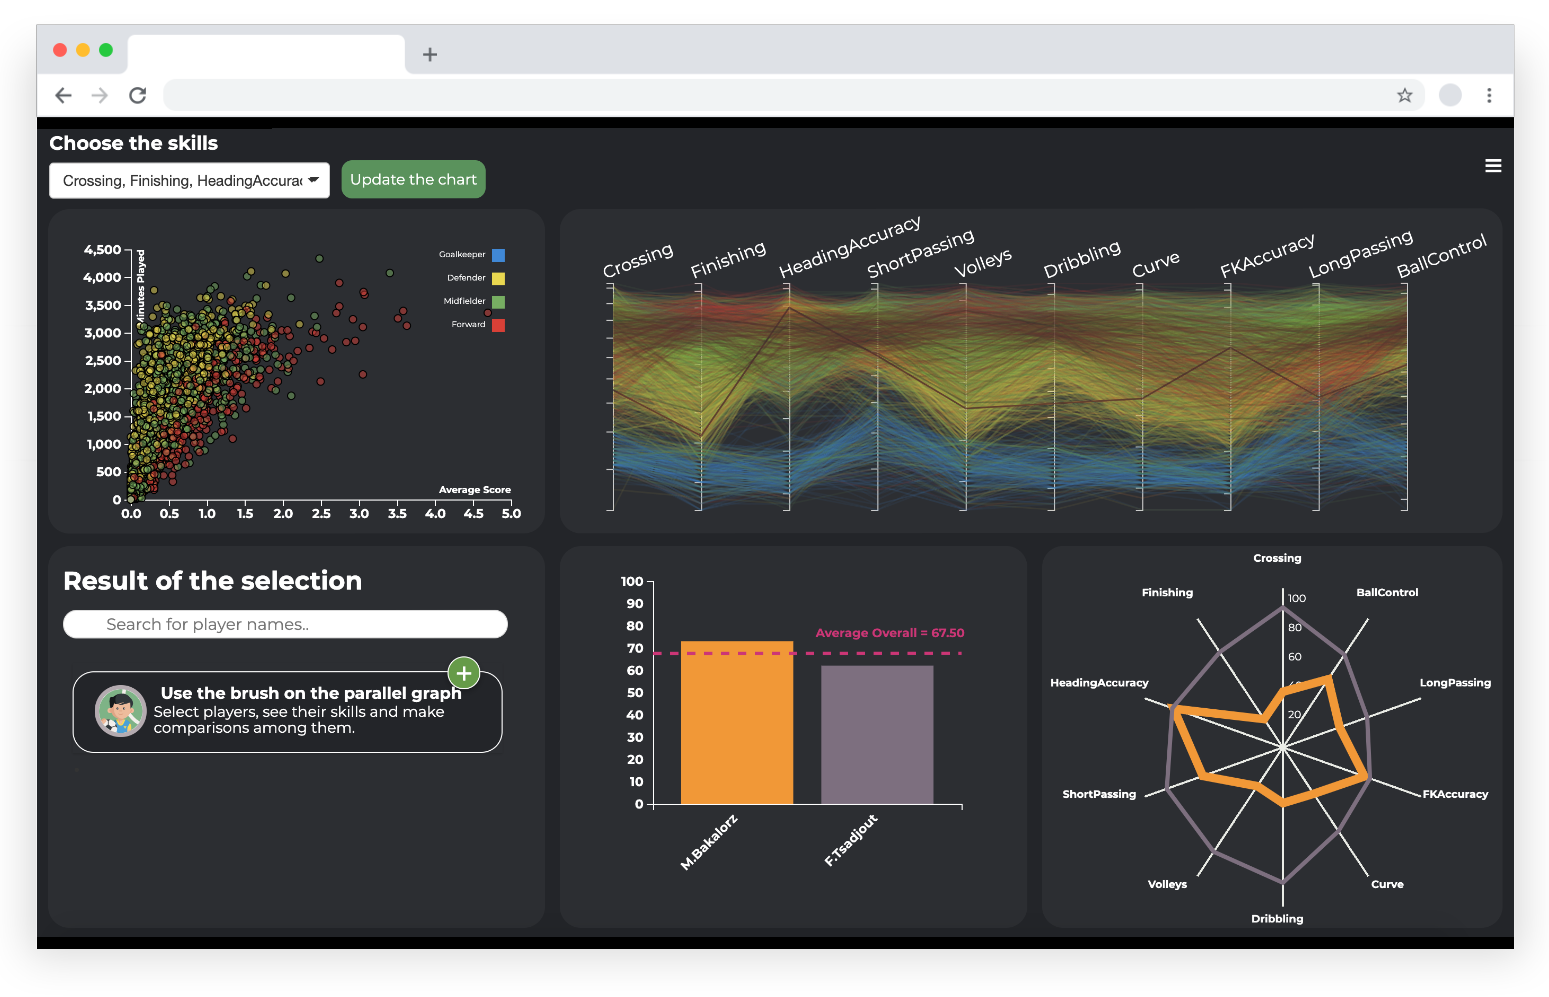 Choose the skills
Crossing, Finishing, HeadingAccurac
Update the chart
4,500
4,000
3,500
3,000
2,500
2,000
1,500
1,000
500
0
Minutes Played
Goalkeeper
Defender
Midfielder
Forward
Average Score
0.0 0.5 1.0 1.5 2.0 2.5 3.0 3.5 4.0 4.5 5.0
Crossing
Finishing
HeadingAccuracy
ShortPassing
Volleys
Dribbling
Curve
FKAccuracy
LongPassing
BallControl
Result of the selection
Search for player names..
Use the brush on the parallel graph
Select players, see their skills and make
comparisons among them.
100
90
80
70
60
50
40
30
20
10
0
Average Overall = 67.50
M.Bakalorz
F.Tsadjout
Crossing
Finishing
BallControl
100
80
60
40
20
HeadingAccuracy
LongPassing
ShortPassing
FKAccuracy
Volleys
Curve
Dribbling